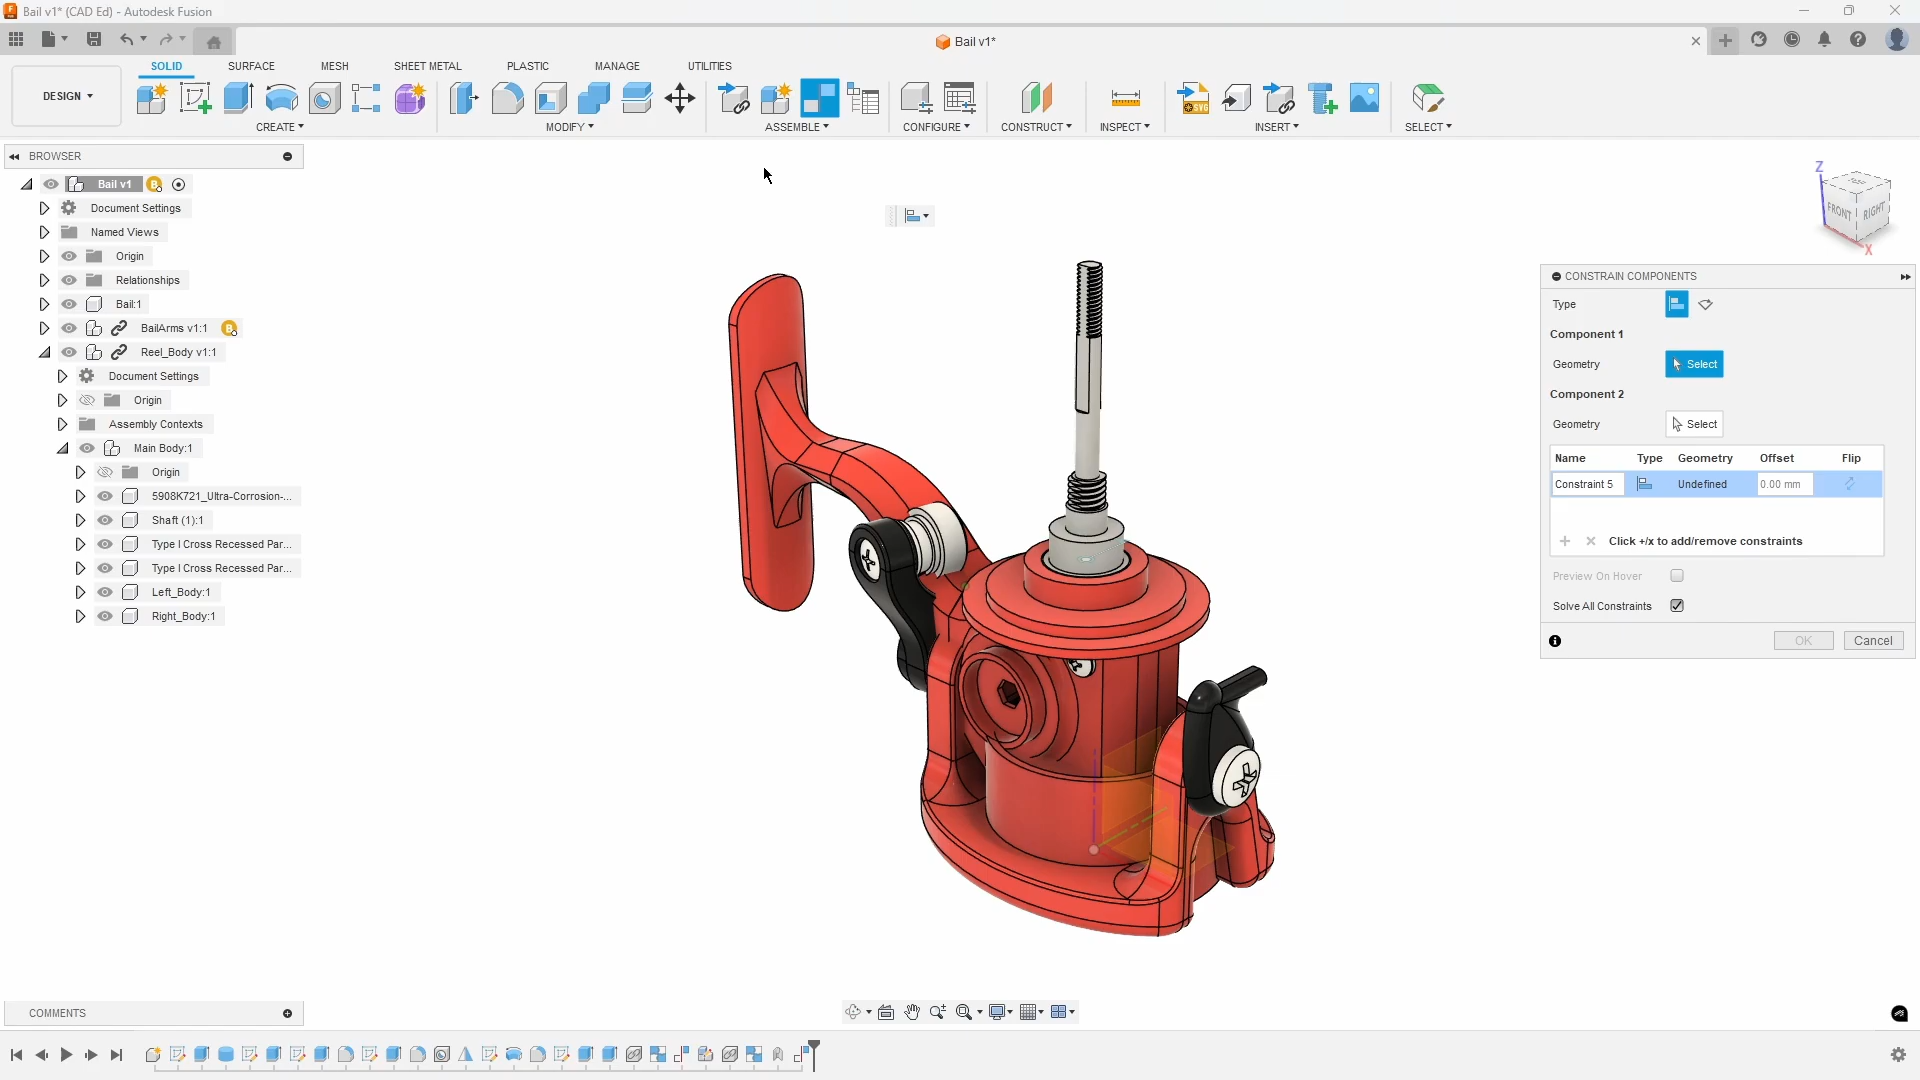 Bail v1* (CAD Ed) - Autodesk Fusion
Bail v1*
SOLID SURFACE MESH SHEET METAL PLASTIC MANAGE UTILITIES
DESIGN
CREATE MODIFY ASSEMBLE CONFIGURE CONSTRUCT INSPECT INSERT SELECT
BROWSER
Bail v1
Document Settings
Named Views
Origin
Relationships
Bail:1
BailArms v1:1
Reel_Body v1:1
Document Settings
Origin
Assembly Contexts
Main Body:1
Origin
5908K721_Ultra-Corrosion-...
Shaft (1):1
Type I Cross Recessed Par...
Type I Cross Recessed Par...
Left_Body:1
Right_Body:1
Z
FRONT RIGHT
X
CONSTRAIN COMPONENTS
Type
Component 1
Geometry Select
Component 2
Geometry Select
Name Type Geometry Offset Flip
Constraint 5 Undefined 0.00 mm
Click +/x to add/remove constraints
Preview On Hover
Solve All Constraints
OK Cancel
COMMENTS